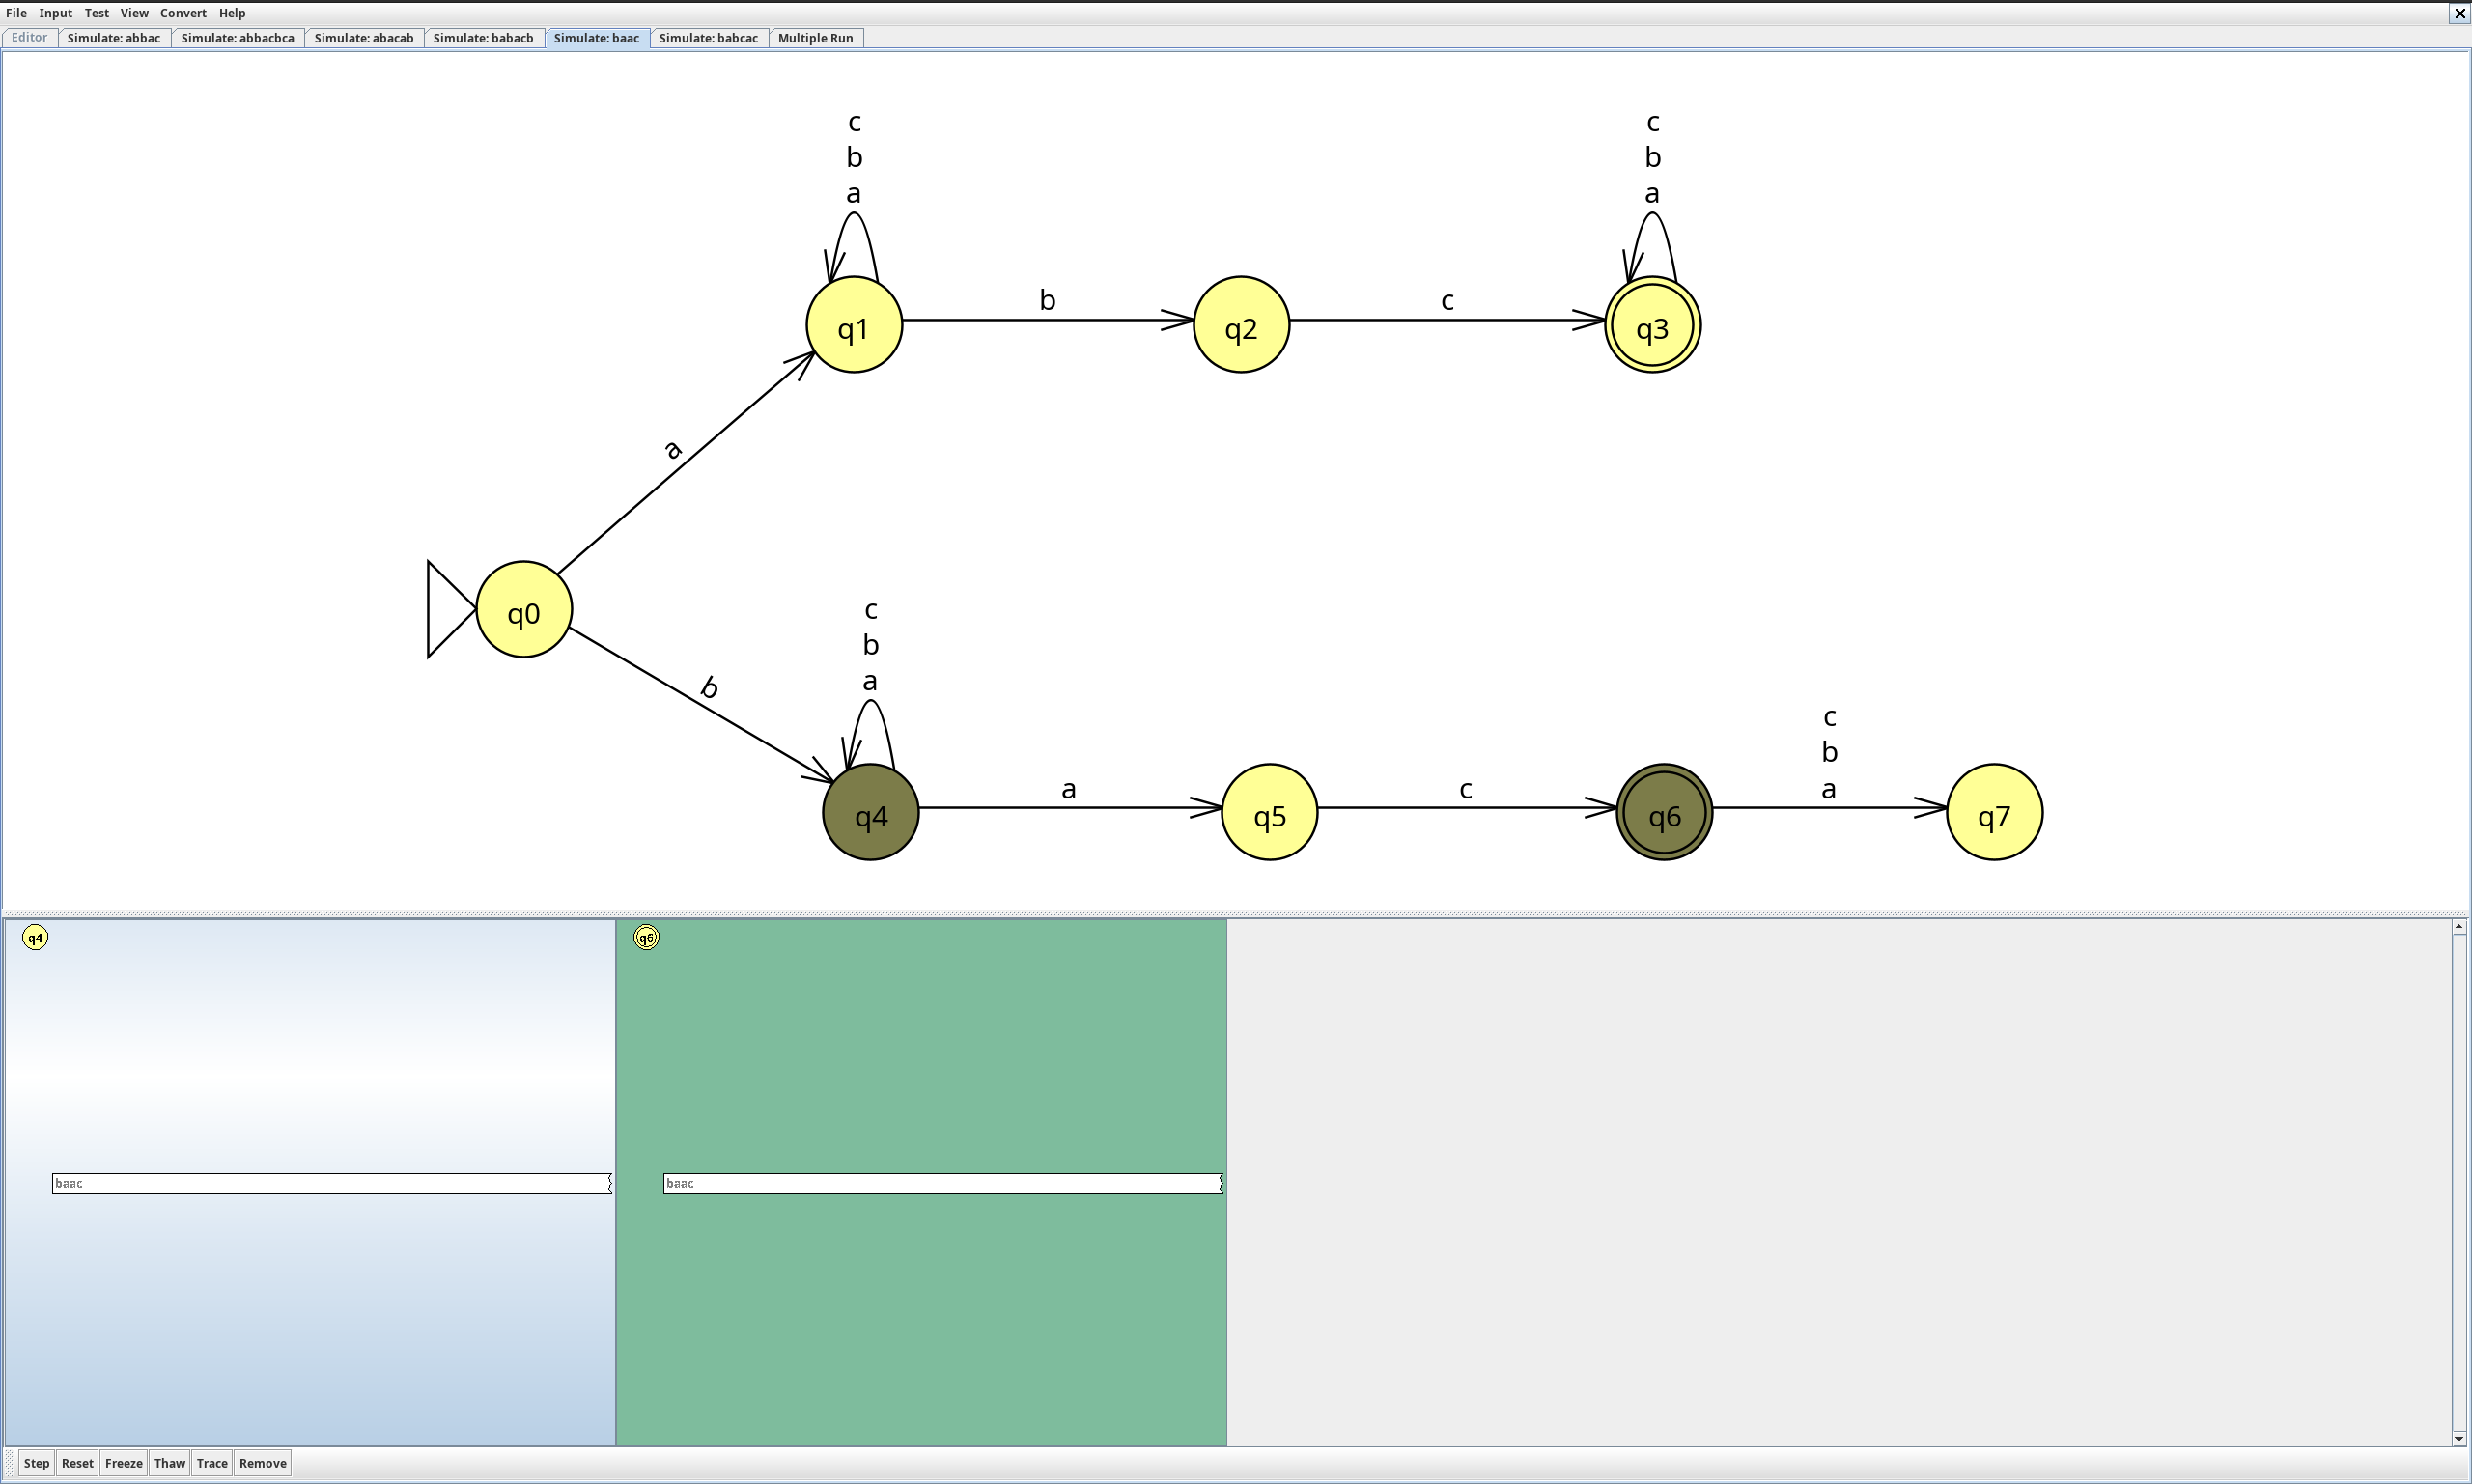 File Input Test View Convert Help
Editor Simulate: abbac Simulate: abbacbca Simulate: abacab Simulate: babacb Simulate: baac Simulate: babcac Multiple Run
c
b
a
c
b
a
q1
b
q2
c
q3
a
q0
b
c
b
a
q4
a
q5
c
q6
c
b
a
q7
q4
baac
q6
baac
Step Reset Freeze Thaw Trace Remove